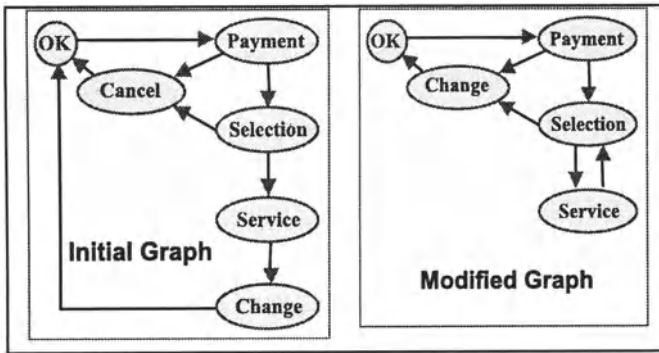 OK
Payment
Cancel
Selection
Service
Initial Graph
Change
OK
Payment
Change
Selection
Service
Modified Graph